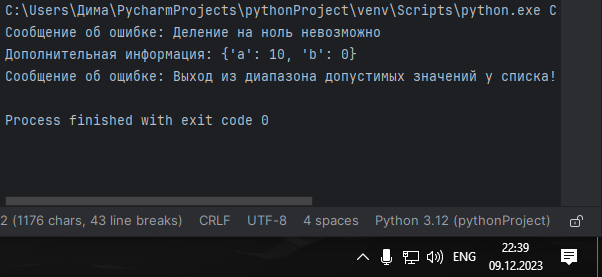 C:\Users\Дима\PycharmProjects\pythonProject\venv\Scripts\python.exe C
Сообщение об ошибке: Деление на ноль невозможно
Дополнительная информация: {'a': 10, 'b': 0}
Сообщение об ощибке: Выход из диапазона допустимых значений у списка!
Process finished with exit code 0
2 (1176 chars, 43 line breaks) CRLF UTF-8 4 spaces Python 3.12 (pythonProject)
ENG 22:39
09.12.2023